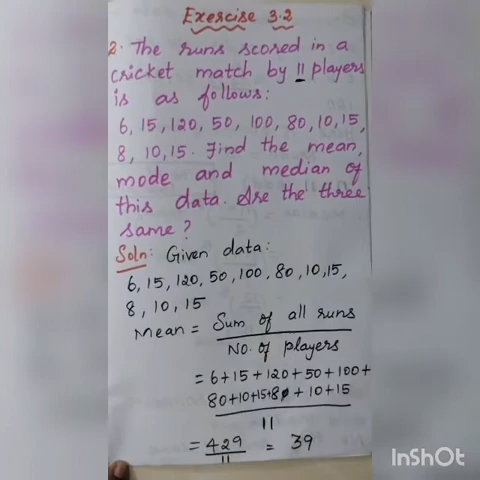 Exercise 3.2
2. The runs scored in a
cricket match by 11 players
is as follows:
6, 15, 120, 50, 100, 80, 10, 15,
8, 10, 15. Find the mean,
mode and median of
this data. Are the three
same?
Soln: Given data:
6, 15, 120, 50, 100, 80, 10, 15,
8, 10, 15
Mean = Sum of all runs
No. of players
= 6+15+120+50+100+
80+10+15+8+10+15
11
= 429 = 39
11
InShOt